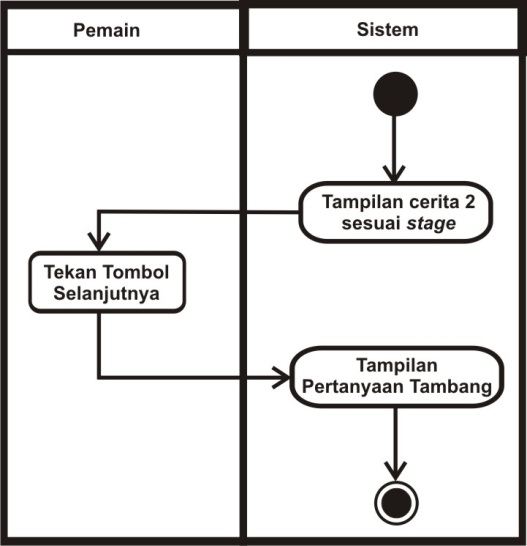 Pemain
Sistem
Tampilan cerita 2
sesuai stage
Tekan Tombol
Selanjutnya
Tampilan
Pertanyaan Tambang